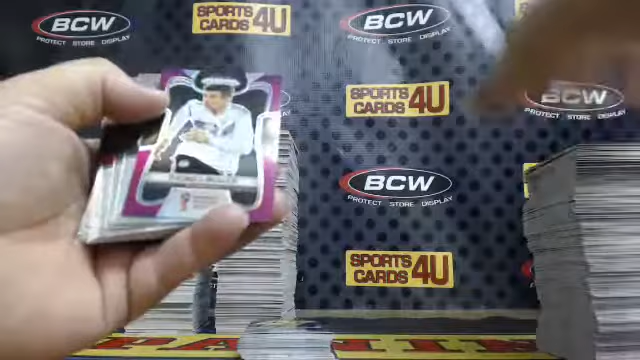 BCW
PROTECT STORE DISPLAY
SPORTS
CARDS 4U
BCW
PROTECT STORE DISPLAY
SPORTS
CARDS 4U
BCW
PROTECT STORE DISPLAY
BCW
PROTECT STORE DISPLAY
SPORTS
CARDS 4U
PANINI